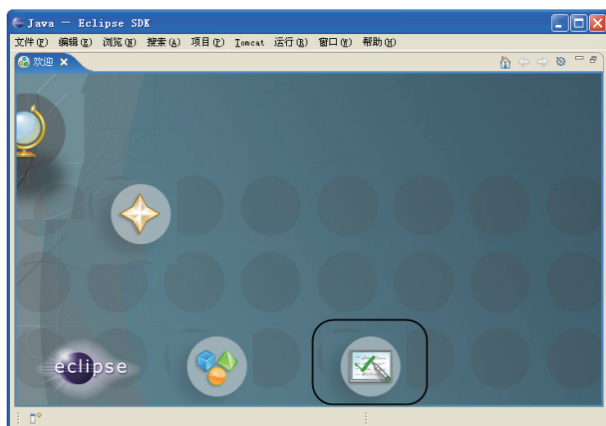 Java － Eclipse SDK
文件(F) 编辑(E) 浏览(N) 搜索(A) 项目(P) Tomcat 运行(R) 窗口(W) 帮助(H)
欢迎
eclipse